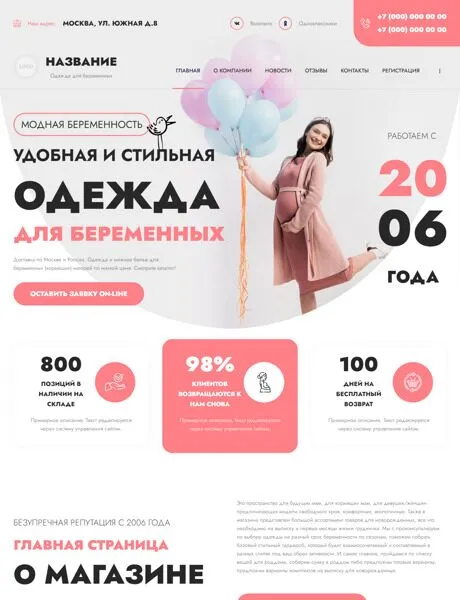 Наш адрес: МОСКВА, УЛ. ЮЖНАЯ Д.8
Вконтакте
Одноклассники
+7 (000) 000 00 00
+7 (000) 000 00 00
LOGO
НАЗВАНИЕ
Одежда для беременных
ГЛАВНАЯ О КОМПАНИИ НОВОСТИ ОТЗЫВЫ КОНТАКТЫ РЕГИСТРАЦИЯ
МОДНАЯ БЕРЕМЕННОСТЬ
УДОБНАЯ И СТИЛЬНАЯ
ОДЕЖДА
ДЛЯ БЕРЕМЕННЫХ
Доставка по Москве и России. Одежда и нижнее белье для
беременных (кормящих) мамочек по низкой цене. Смотрите каталог!
ОСТАВИТЬ ЗАЯВКУ ON-LINE
РАБОТАЕМ С
20
06
ГОДА
800
ПОЗИЦИЙ В
НАЛИЧИИ НА
СКЛАДЕ
Примерное описание. Текст редактируется
через систему управления сайтом.
98%
КЛИЕНТОВ
ВОЗВРАЩАЮТСЯ К
НАМ СНОВА
Примерное описание. Текст редактируется
через систему управления сайтом.
100
ДНЕЙ НА
БЕСПЛАТНЫЙ
ВОЗВРАТ
Примерное описание. Текст редактируется
через систему управления сайтом.
БЕЗУПРЕЧНАЯ РЕПУТАЦИЯ С 2006 ГОДА
ГЛАВНАЯ СТРАНИЦА
О МАГАЗИНЕ